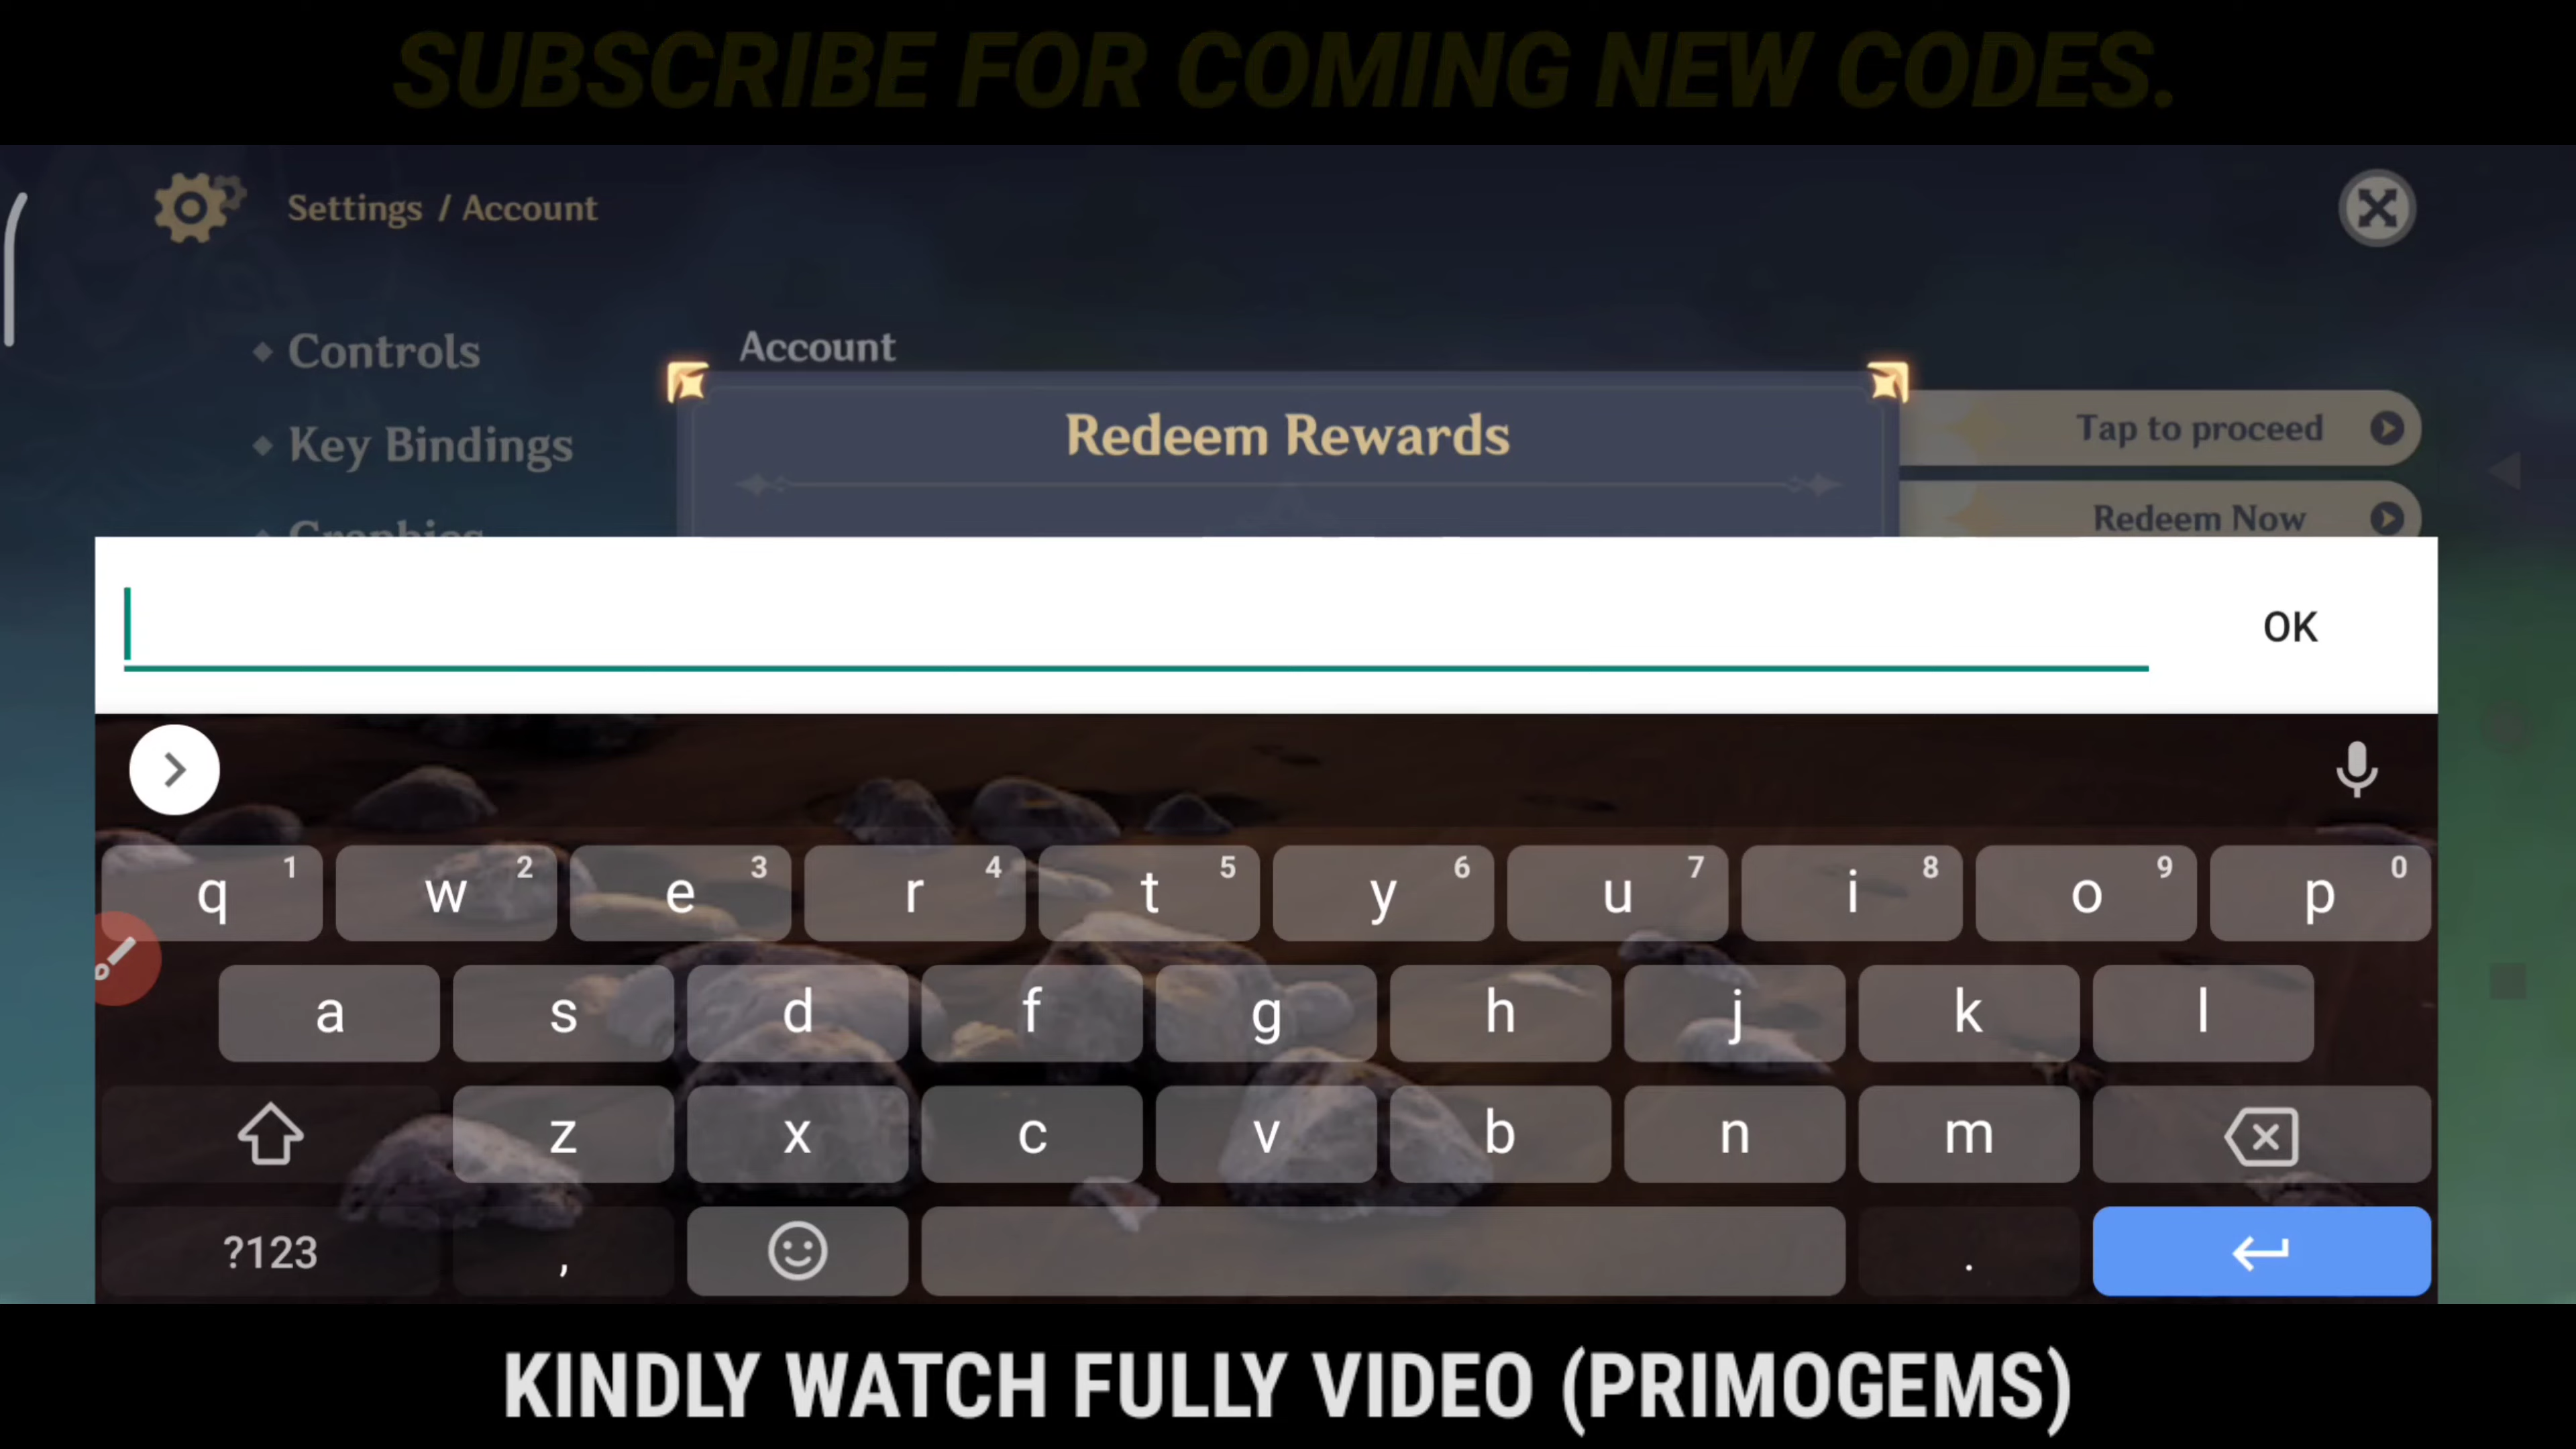 SUBSCRIBE FOR COMING NEW CODES.
Settings / Account
Controls
Account
Key Bindings
Redeem Rewards
Tap to proceed
Graphics
Redeem Now
OK
q 1 w 2 e 3 r 4 t 5 y 6 u 7 i 8 o 9 p 0
a s d f g h j k l
z x c v b n m
?123 , .
KINDLY WATCH FULLY VIDEO (PRIMOGEMS)